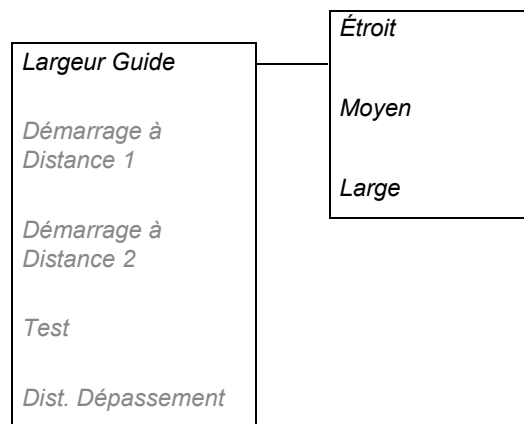 Largeur Guide
Démarrage à
Distance 1
Démarrage à
Distance 2
Test
Dist. Dépassement
Étroit
Moyen
Large